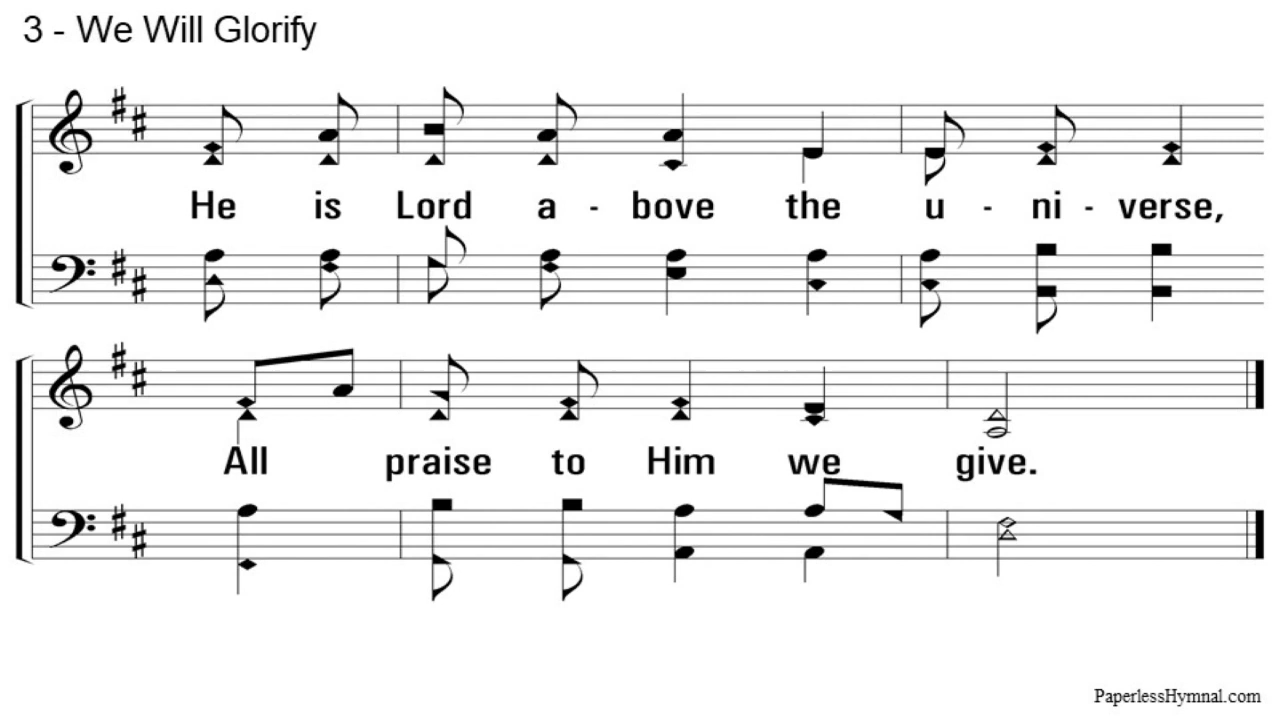 3 - We Will Glorify
He is Lord a - bove the u - ni - verse,
All praise to Him we give.
PaperlessHymnal.com